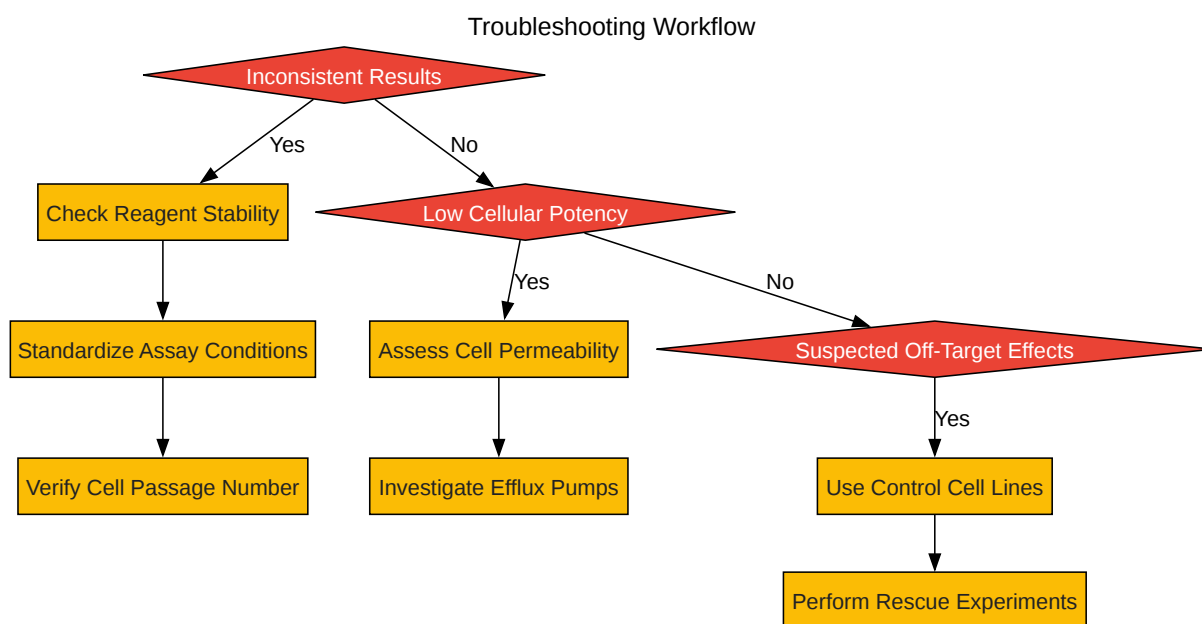 Troubleshooting Workflow
Inconsistent Results
Yes
No
Check Reagent Stability
Low Cellular Potency
Yes
No
Standardize Assay Conditions
Assess Cell Permeability
Suspected Off-Target Effects
Yes
Verify Cell Passage Number
Investigate Efflux Pumps
Use Control Cell Lines
Perform Rescue Experiments